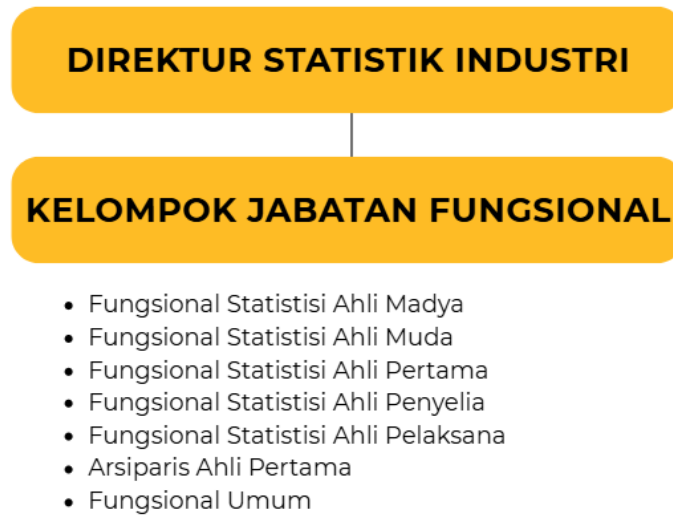 DIREKTUR STATISTIK INDUSTRI
KELOMPOK JABATAN FUNGSIONAL
• Fungsional Statistisi Ahli Madya
• Fungsional Statistisi Ahli Muda
• Fungsional Statistisi Ahli Pertama
• Fungsional Statistisi Ahli Penyelia
• Fungsional Statistisi Ahli Pelaksana
• Arsiparis Ahli Pertama
• Fungsional Umum